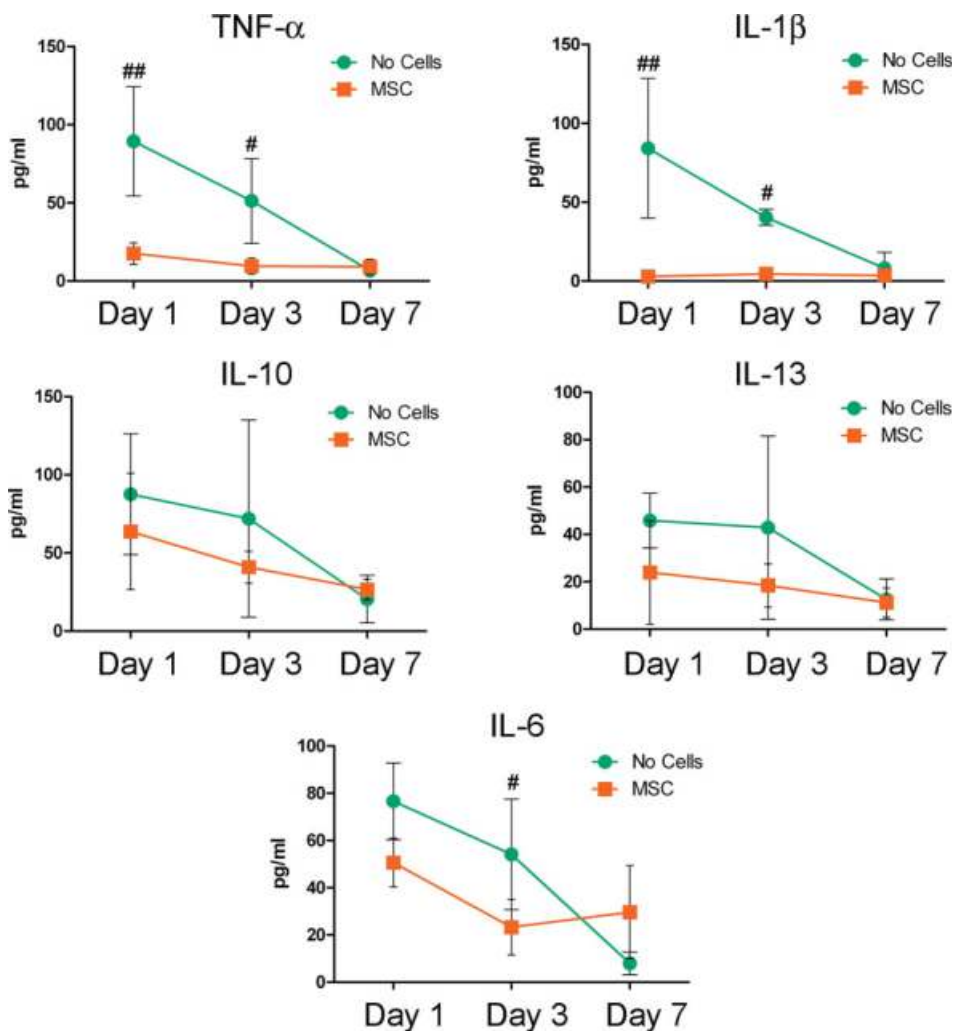 TNF-α
150
100
50
0
pg/ml
##
#
No Cells
MSC
Day 1 Day 3 Day 7
IL-1β
150
100
50
0
pg/ml
##
#
No Cells
MSC
Day 1 Day 3 Day 7
IL-10
150
100
50
0
pg/ml
No Cells
MSC
Day 1 Day 3 Day 7
IL-13
100
80
60
40
20
0
pg/ml
No Cells
MSC
Day 1 Day 3 Day 7
IL-6
100
80
60
40
20
0
pg/ml
#
No Cells
MSC
Day 1 Day 3 Day 7